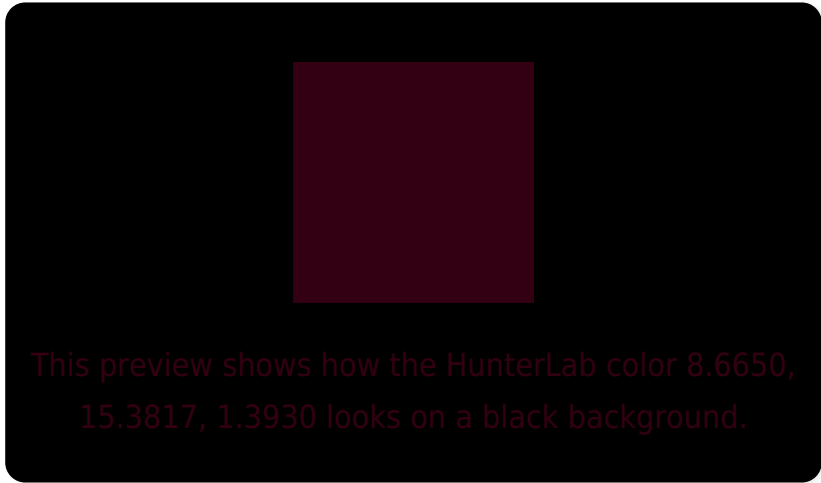 This preview shows how the HunterLab color 8.6650,
15.3817, 1.3930 looks on a black background.